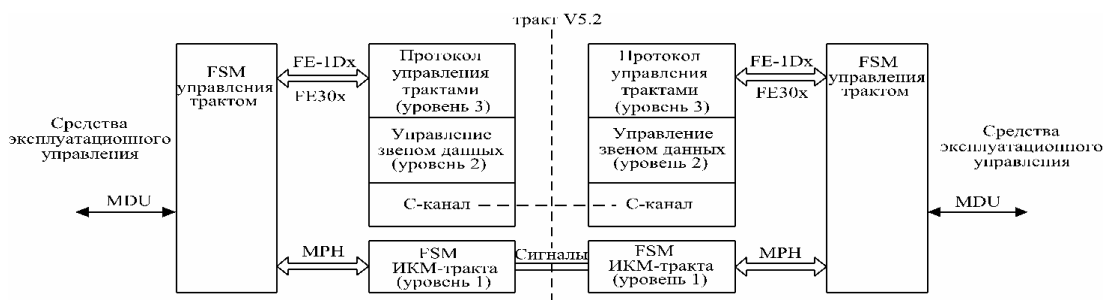 тракт V5.2
FSM
управления
трактом
FE-1Dx
FE30x
Протокол
управления
трактами
(уровень 3)
Управление
звеном данных
(уровень 2)
С-канал
Средства
эксплуатационного
управления
MDU
MPH
FSM
ИКМ-тракта
(уровень 1)
Сигналы
Протокол
управления
трактами
(уровень 3)
Управление
звеном данных
(уровень 2)
С-канал
FSM
ИКМ-тракта
(уровень 1)
FE-1Dx
FE30x
MPH
FSM
управления
трактом
Средства
эксплуатационного
управления
MDU